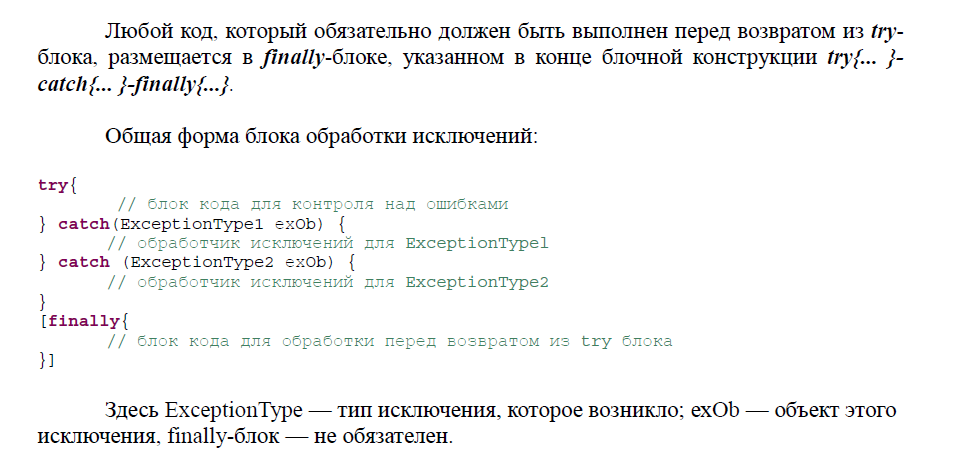 Любой код, который обязательно должен быть выполнен перед возвратом из try-
блока, размещается в finally-блоке, указанном в конце блочной конструкции try{... }-
catch{... }-finally{...}.
Общая форма блока обработки исключений:
try{
// блок кода для контроля над ошибками
} catch(ExceptionType1 exOb) {
// обработчик исключений для ExceptionTypel
} catch (ExceptionType2 exOb) {
// обработчик исключений для ExceptionType2
}
[finally{
// блок кода для обработки перед возвратом из try блока
}]
Здесь ExceptionType — тип исключения, которое возникло; exOb — объект этого
исключения, finally-блок — не обязателен.